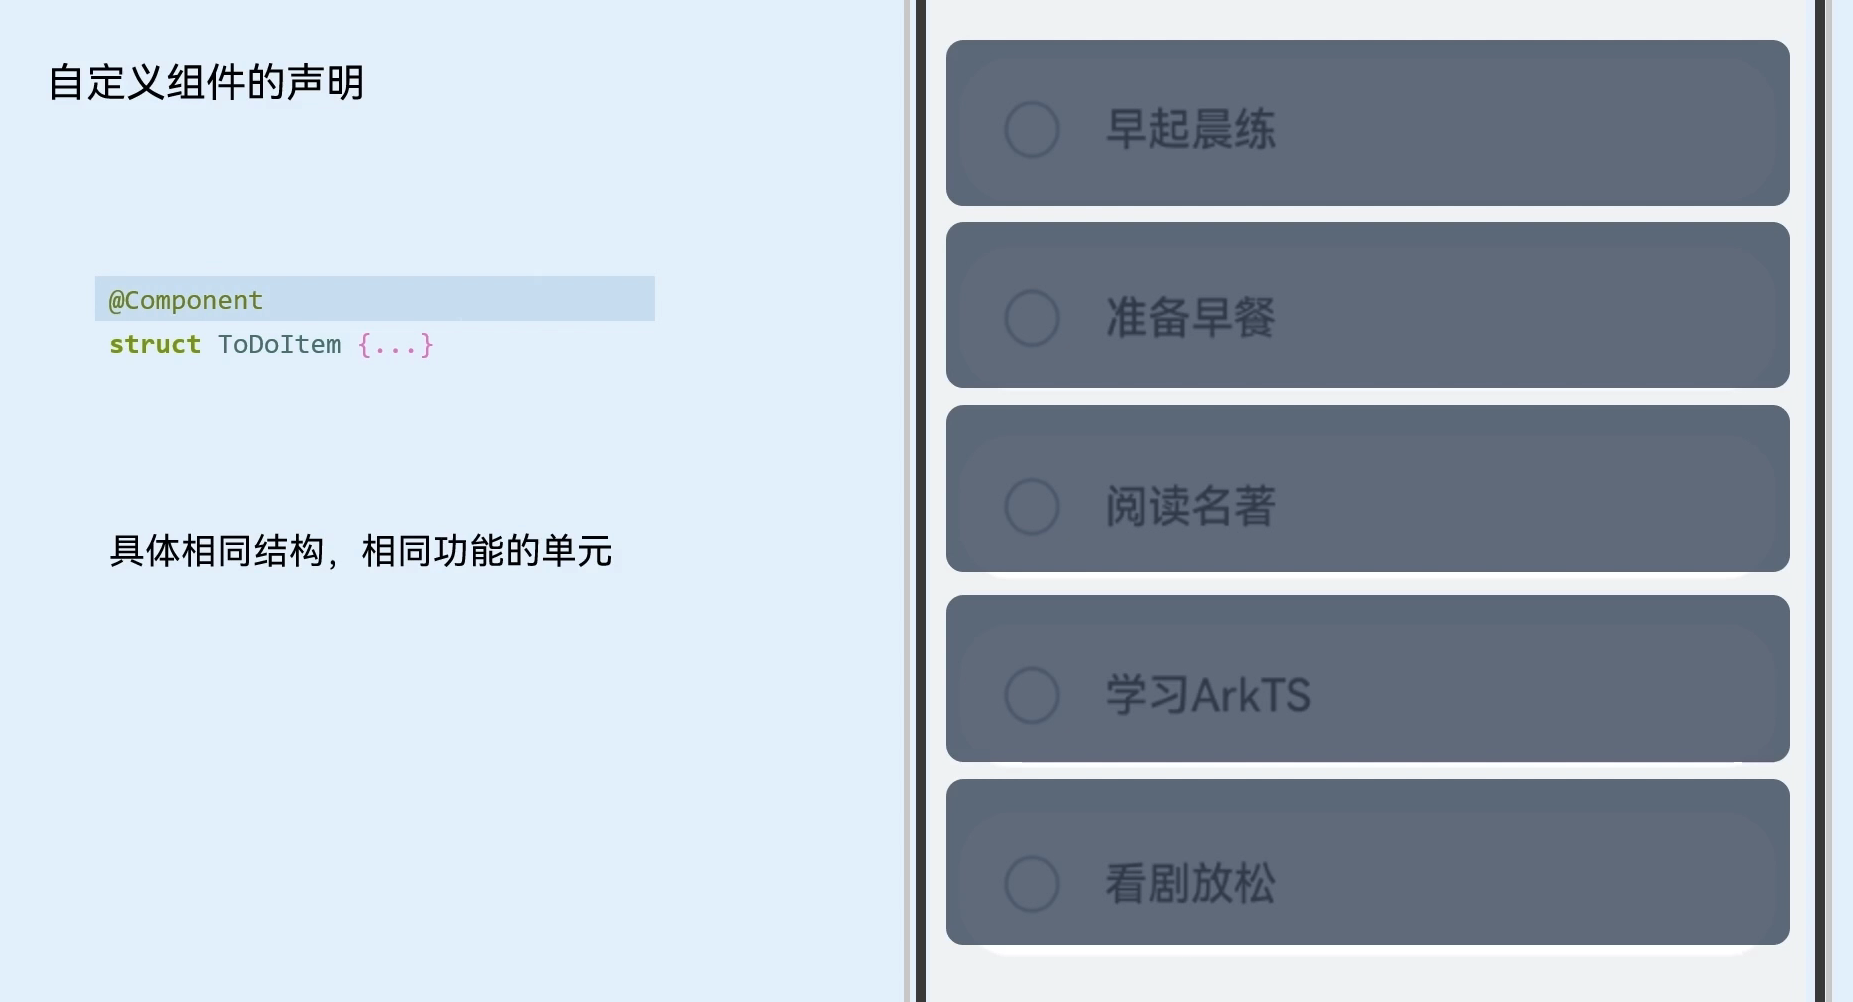 自定义组件的声明
@Component
struct ToDoItem {...}
具体相同结构，相同功能的单元
早起晨练
准备早餐
阅读名著
学习ArkTS
看剧放松